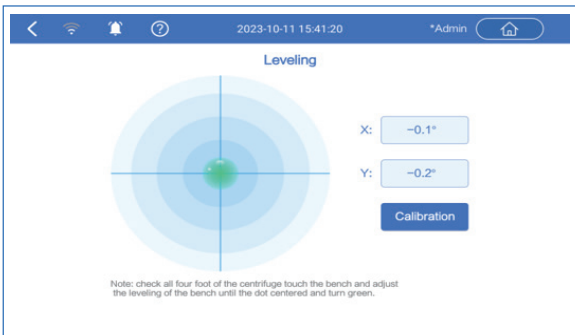 2023-10-11 15:41:20
*Admin
Leveling
X: −0.1°
Y: −0.2°
Calibration
Note: check all four foot of the centrifuge touch the bench and adjust
the leveling of the bench until the dot centered and turn green.